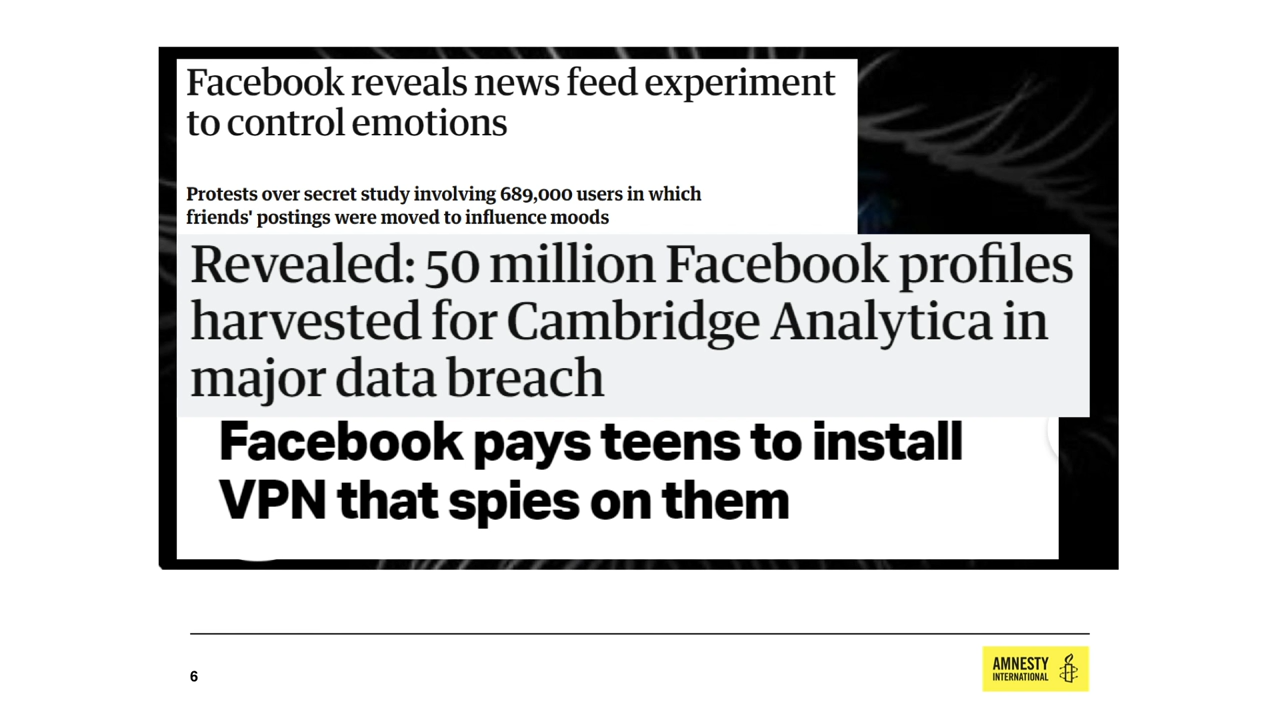 Facebook reveals news feed experiment
to control emotions
Protests over secret study involving 689,000 users in which
friends' postings were moved to influence moods
Revealed: 50 million Facebook profiles
harvested for Cambridge Analytica in
major data breach
Facebook pays teens to install
VPN that spies on them
6
AMNESTY
INTERNATIONAL